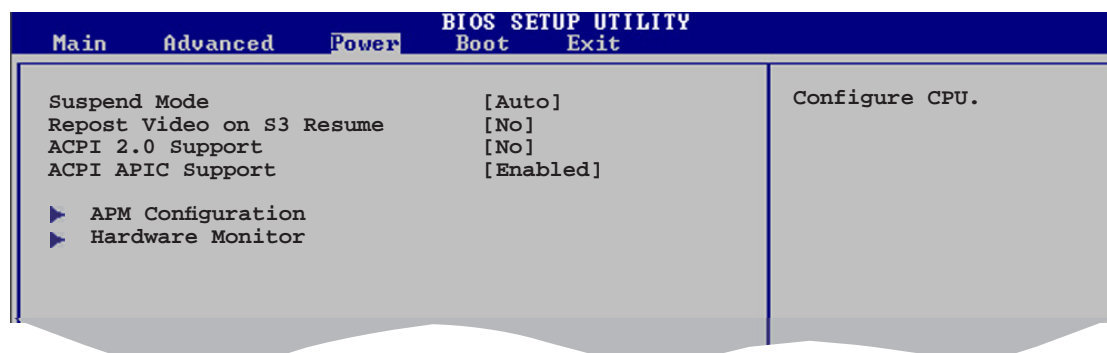 BIOS SETUP UTILITY
Main Advanced Power Boot Exit
Suspend Mode [Auto]
Repost Video on S3 Resume [No]
ACPI 2.0 Support [No]
ACPI APIC Support [Enabled]
APM Configuration
Hardware Monitor
Configure CPU.